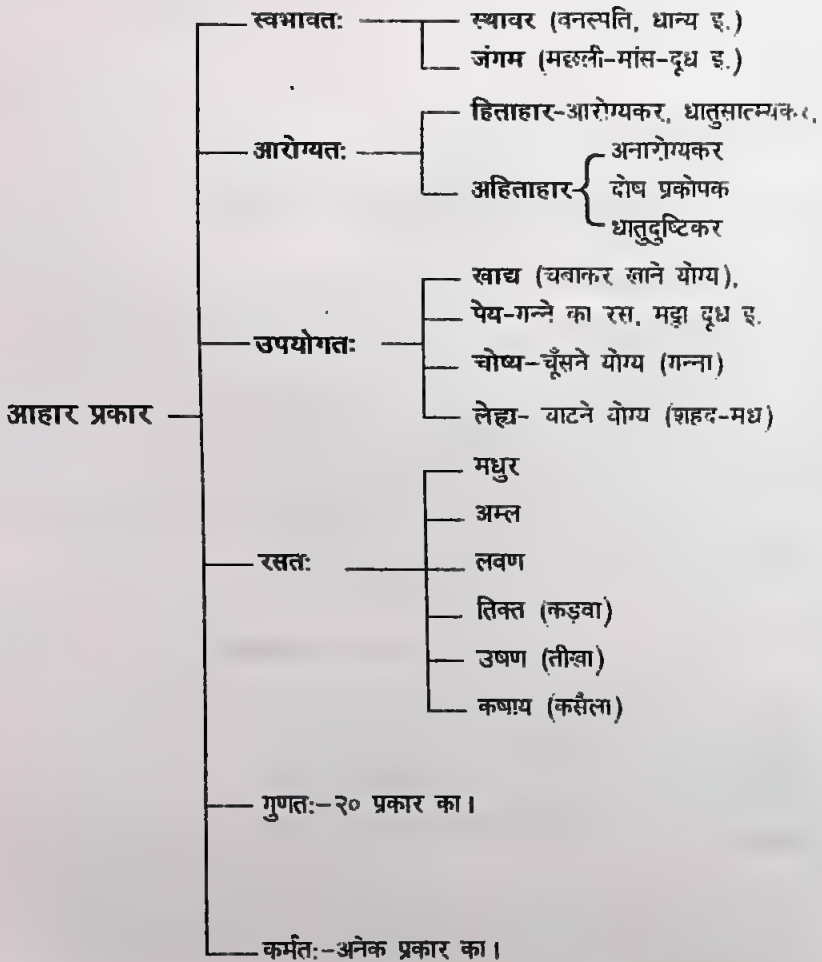 स्वभावतः
स्थावर (वनस्पति, धान्य इ.)
जंगम (मछली-मांस-दूध इ.)
आरोग्यतः
हिताहार-आरोग्यकर, धातुसात्म्यकर,
अहिताहार
अनारोग्यकर
दोष प्रकोपक
धातुदुष्टिकर
आहार प्रकार
उपयोगतः
खाद्य (चबाकर खाने योग्य),
पेय-गन्ने का रस, मट्ठा दूध इ.
चोष्य-चूँसने योग्य (गन्ना)
लेह्य- चाटने योग्य (शहद-मध)
रसतः
मधुर
अम्ल
लवण
तिक्त (कड़वा)
उषण (तीखा)
कषाय (कसैला)
गुणतः-२० प्रकार का।
कर्मतः-अनेक प्रकार का।